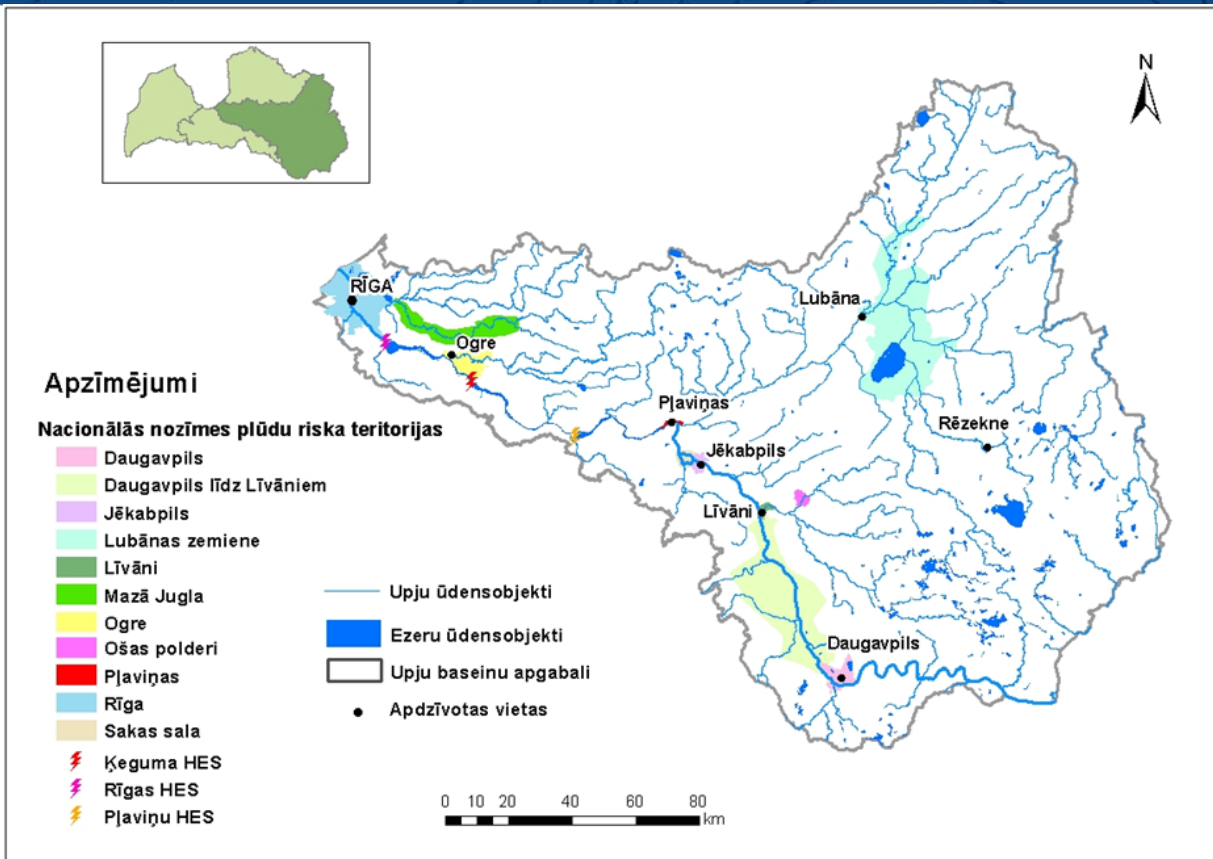 N
RĪGA
Ogre
Lubāna
Pļaviņas
Rēzekne
Jēkabpils
Līvāni
Daugavpils
Apzīmējumi
Nacionālās nozīmes plūdu riska teritorijas
Daugavpils
Daugavpils līdz Līvāniem
Jēkabpils
Lubānas zemiene
Līvāni
Mazā Jugla
Ogre
Ošas polderi
Pļaviņas
Rīga
Sakas sala
Ķeguma HES
Rīgas HES
Pļaviņu HES
Upju ūdensobjekti
Ezeru ūdensobjekti
Upju baseinu apgabali
Apdzīvotas vietas
0 10 20 40 60 80
km